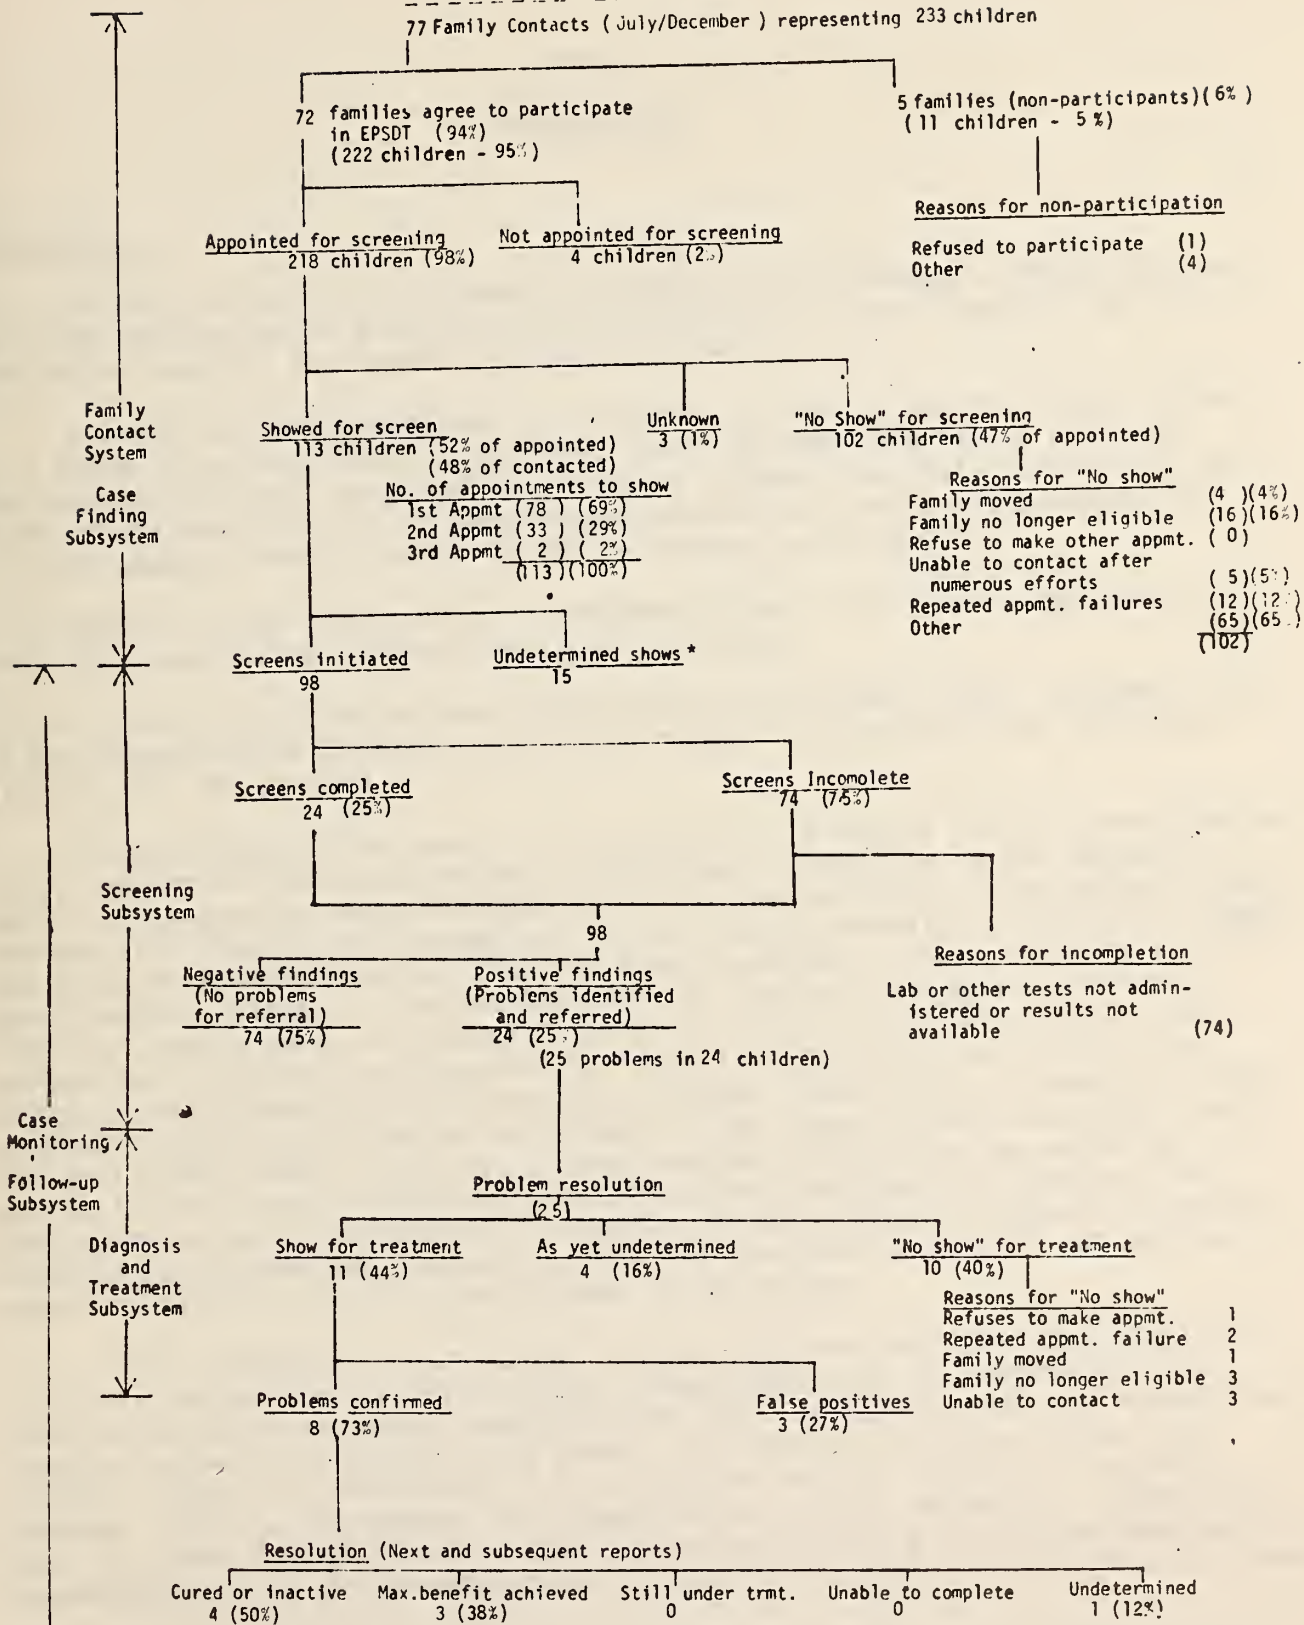 77 Family Contacts (July/December) representing 233 children
72 families agree to participate
in EPSDT (94%)
(222 children - 95%)
5 families (non-participants)(6%)
(11 children - 5%)
Reasons for non-participation
Refused to participate (1)
Other (4)
Appointed for screening
218 children (98%)
Not appointed for screening
4 children (2%)
Family
Contact
System
Case
Finding
Subsystem
Showed for screen
113 children (52% of appointed)
(48% of contacted)
No. of appointments to show
1st Appmt (78) (69%)
2nd Appmt (33) (29%)
3rd Appmt (2) (2%)
(113)(100%)
Unknown
3 (1%)
"No Show" for screening
102 children (47% of appointed)
Reasons for "No show"
Family moved (4)(4%)
Family no longer eligible (16)(16%)
Refuse to make other appmt. (0)
Unable to contact after
numerous efforts (5)(5%)
Repeated appmt. failures (12)(12%)
Other (65)(65%)
(102)
Screens initiated
98
Undetermined shows *
15
Screens completed
24 (25%)
Screens Incomolete
74 (75%)
Screening
Subsystem
98
Negative findings
(No problems
for referral)
74 (75%)
Positive findings
(Problems identified
and referred)
24 (25%)
(25 problems in 24 children)
Reasons for incompletion
Lab or other tests not admin-
istered or results not
available (74)
Case
Monitoring
Follow-up
Subsystem
Diagnosis
and
Treatment
Subsystem
Problem resolution
(25)
Show for treatment
11 (44%)
As yet undetermined
4 (16%)
"No show" for treatment
10 (40%)
Reasons for "No show"
Refuses to make appmt. 1
Repeated appmt. failure 2
Family moved 1
Family no longer eligible 3
Unable to contact 3
Problems confirmed
8 (73%)
False positives
3 (27%)
Resolution (Next and subsequent reports)
Cured or inactive
4 (50%)
Max.benefit achieved
3 (38%)
Still under trmt.
0
Unable to complete
0
Undetermined
1 (12%)